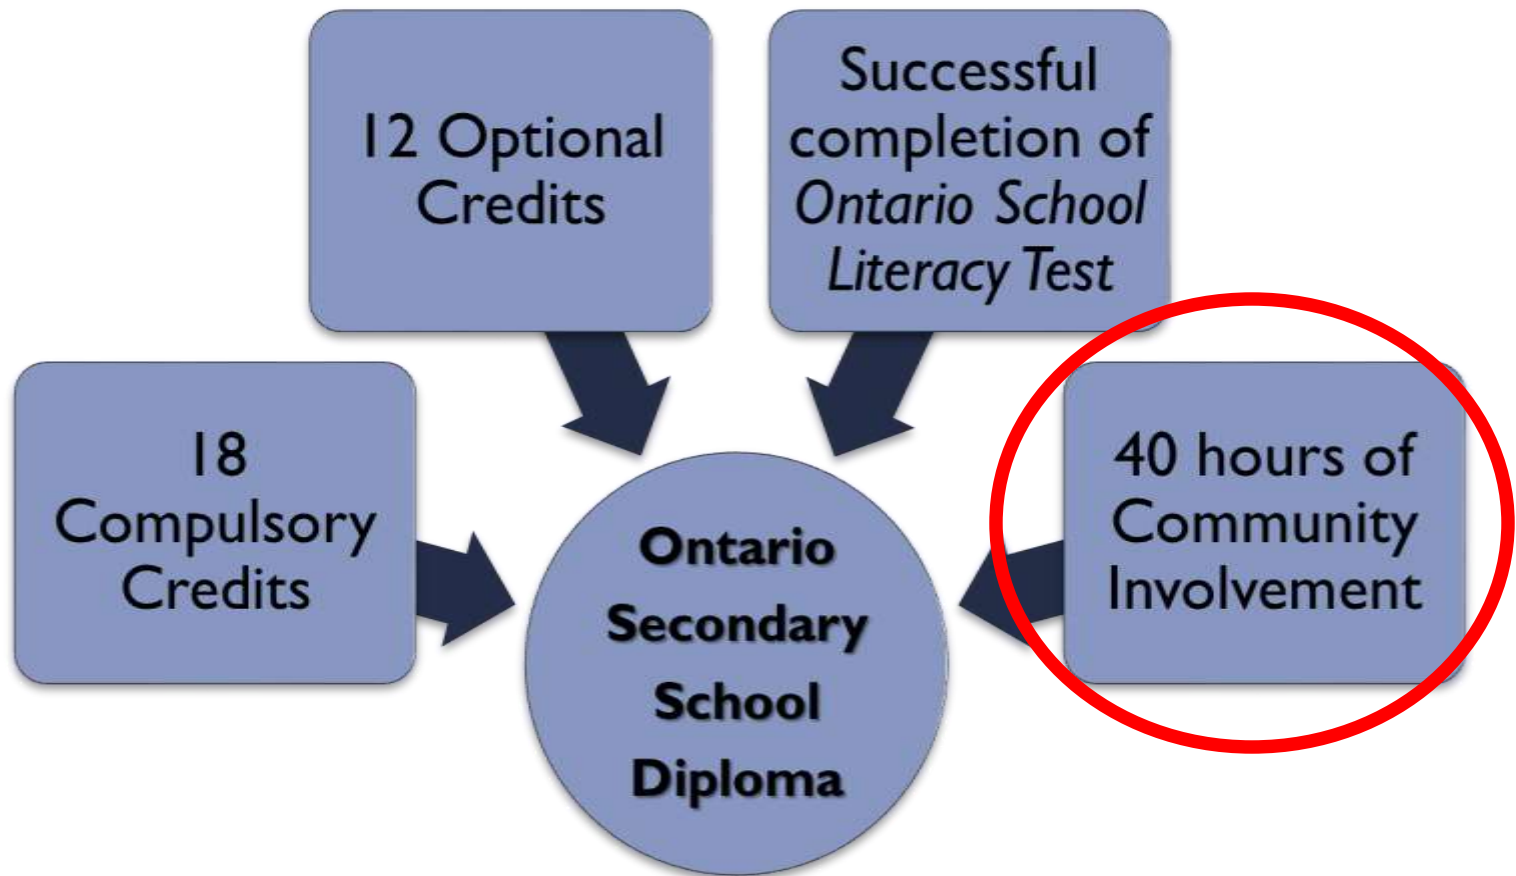 12 Optional
Credits
Successful
completion of
Ontario School
Literacy Test
18
Compulsory
Credits
40 hours of
Community
Involvement
Ontario
Secondary
School
Diploma